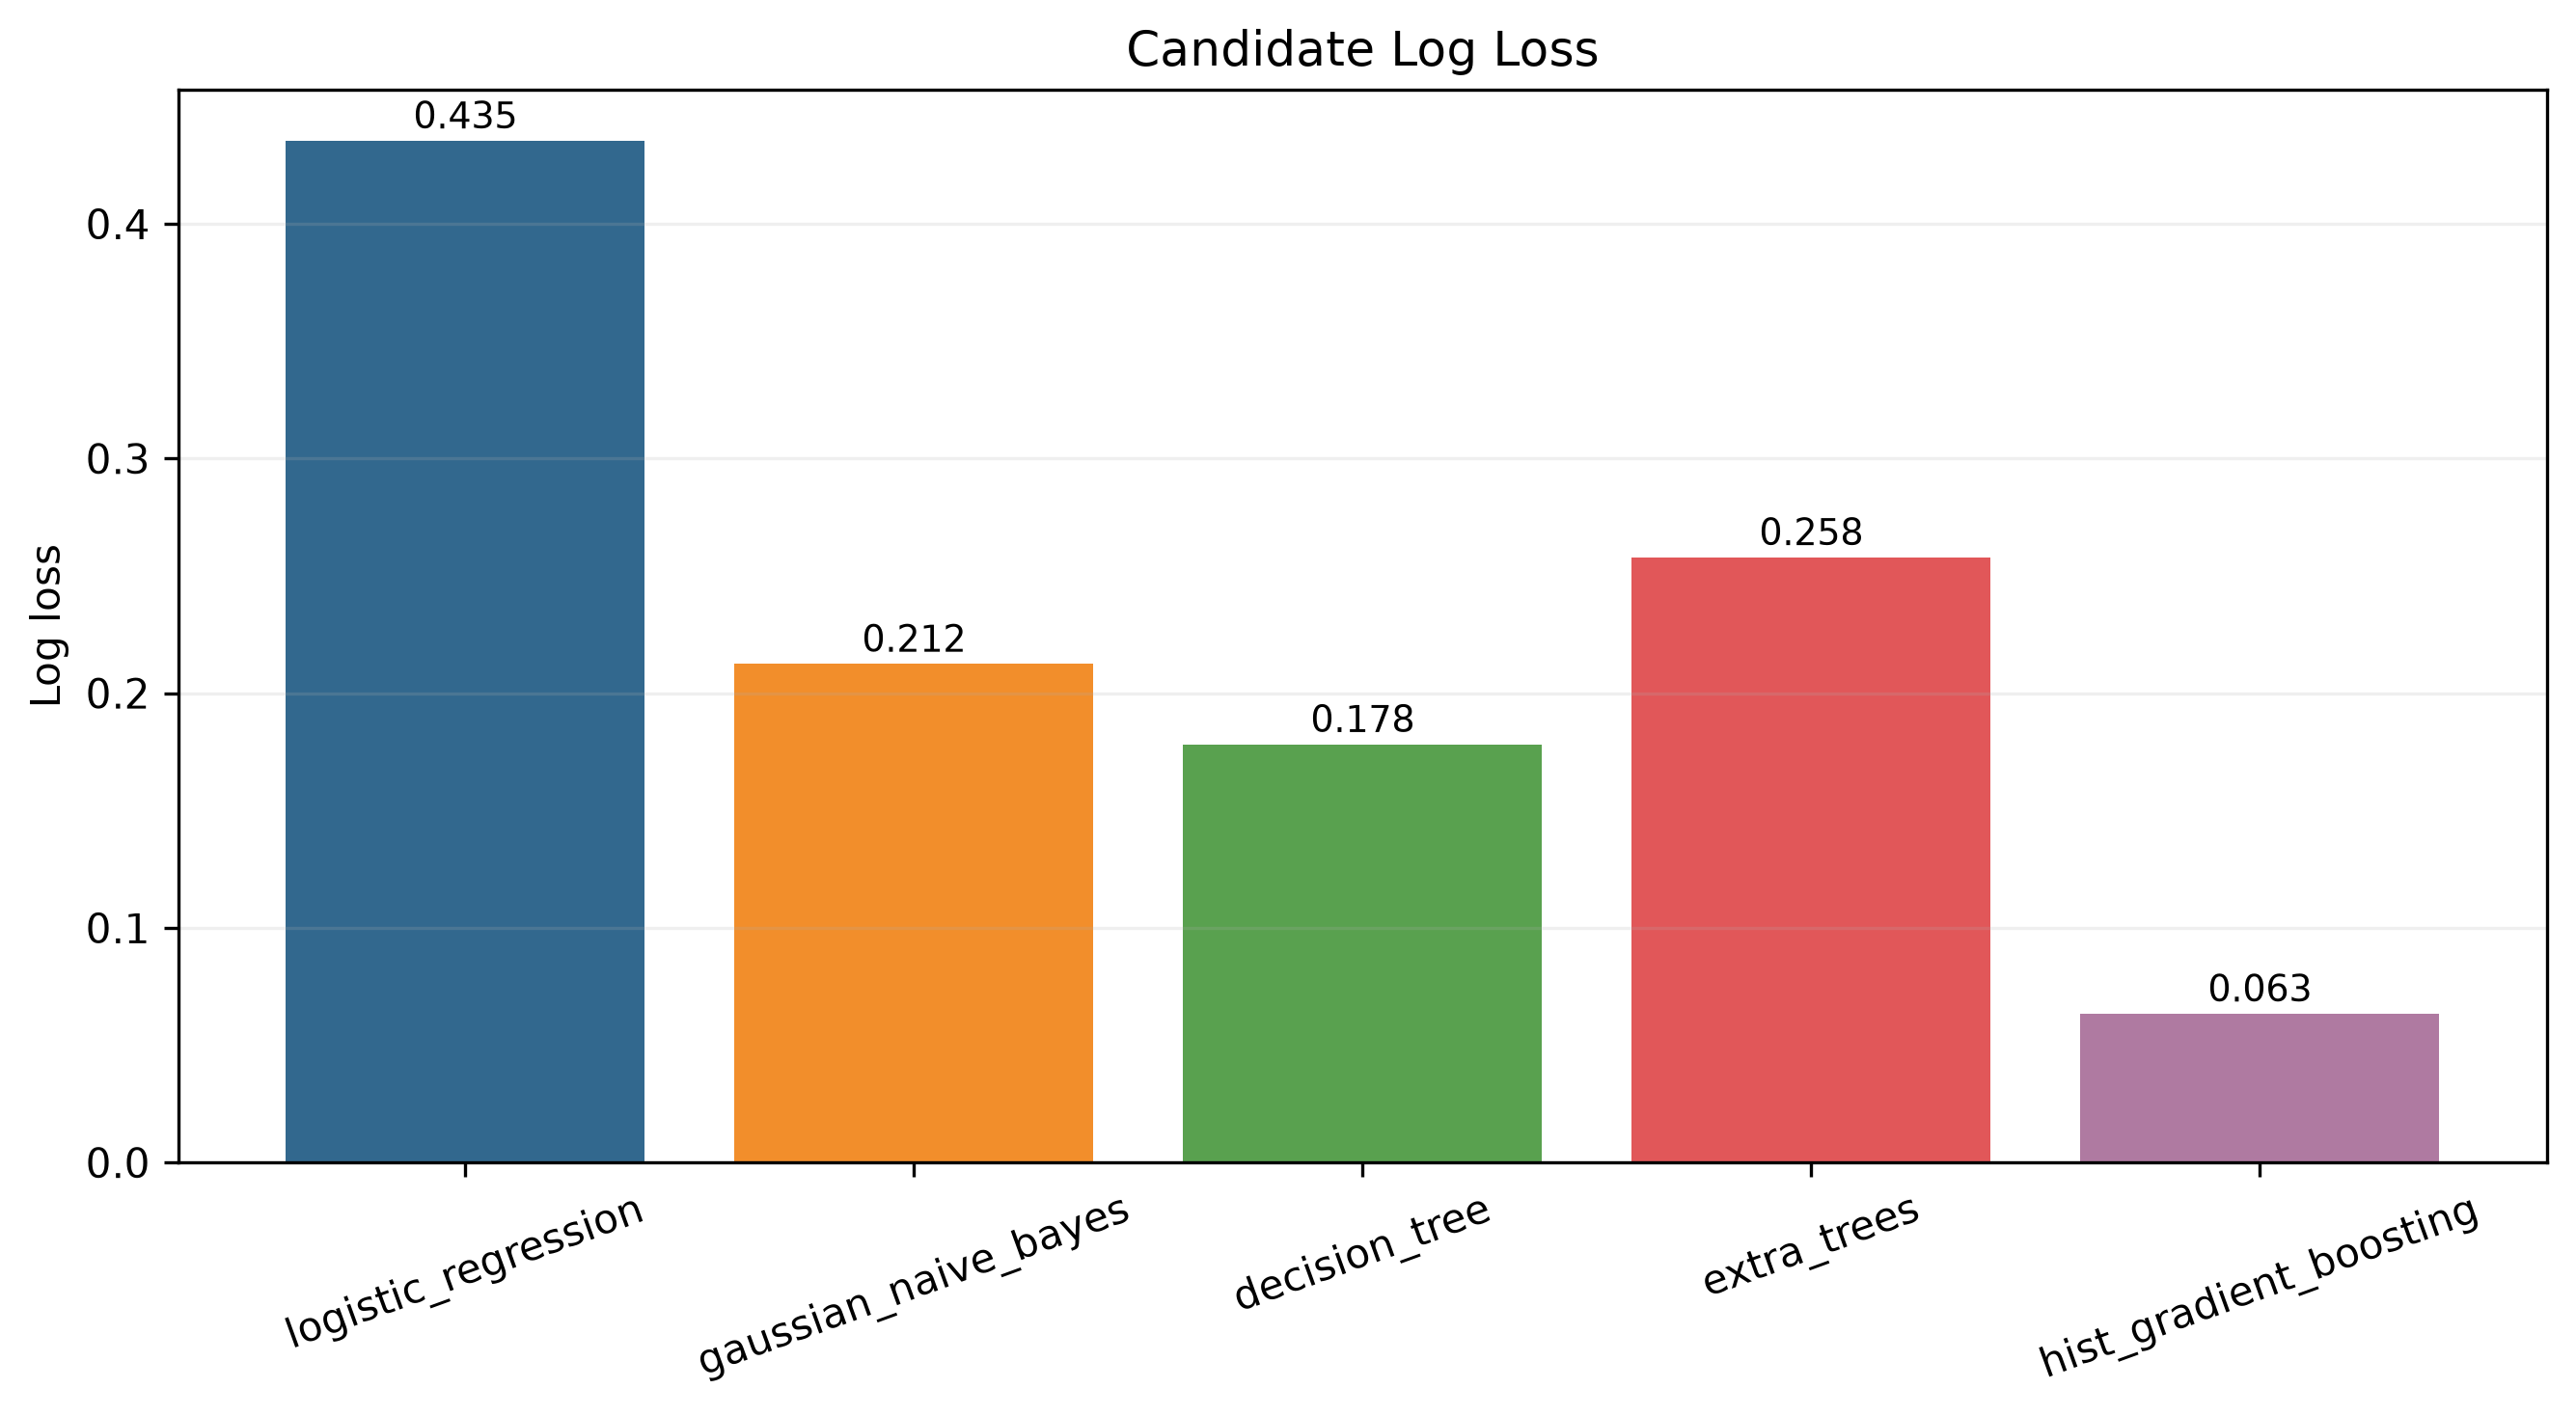 Candidate Log Loss
Log loss
0.4
0.3
0.2
0.1
0.0
0.435
0.212
0.178
0.258
0.063
logistic_regression
gaussian_naive_bayes
decision_tree
extra_trees
hist_gradient_boosting